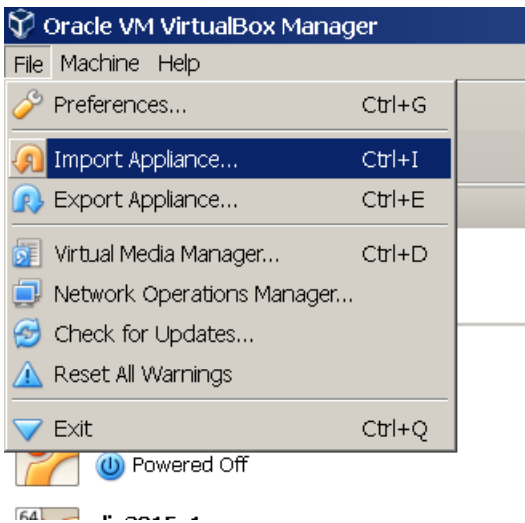 Oracle VM VirtualBox Manager
File Machine Help
Preferences... Ctrl+G
Import Appliance... Ctrl+I
Export Appliance... Ctrl+E
Virtual Media Manager... Ctrl+D
Network Operations Manager...
Check for Updates...
Reset All Warnings
Exit Ctrl+Q
Powered Off
64